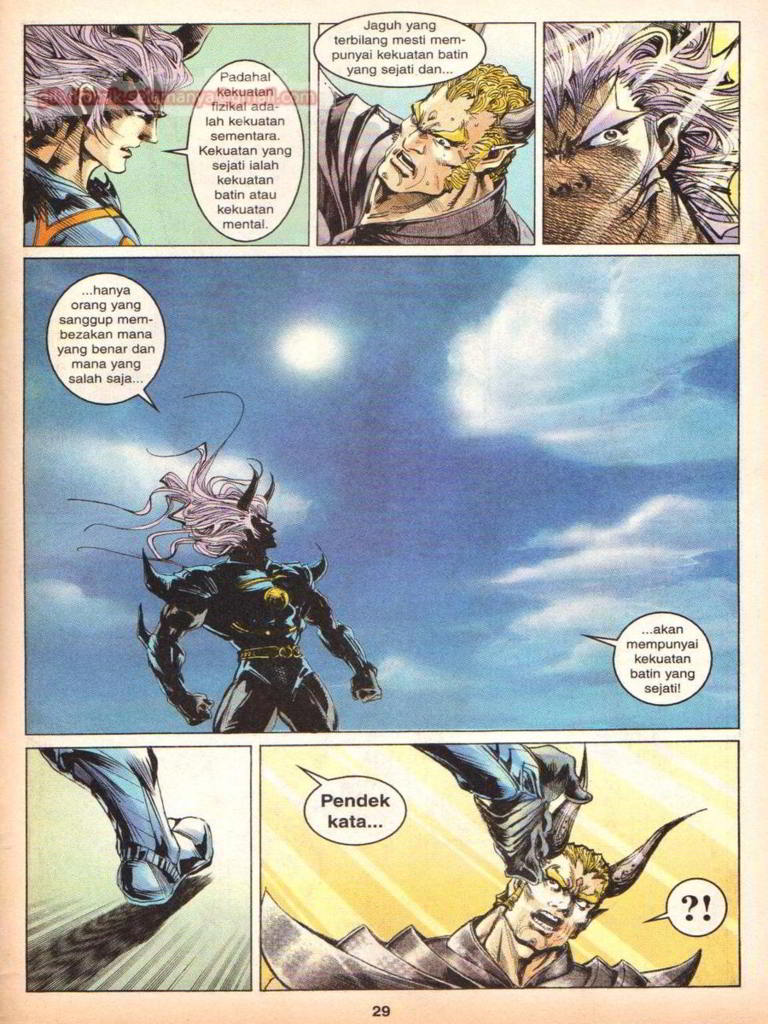 Padahal
kekuatan
fizikal ada-
lah kekuatan
sementara.
Kekuatan yang
sejati ialah
kekuatan
batin atau
kekuatan
mental.
Jaguh yang
terbilang mesti mem-
punyai kekuatan batin
yang sejati dan...
...hanya
orang yang
sanggup mem-
bezakan mana
yang benar dan
mana yang
salah saja...
...akan
mempunyai
kekuatan
batin yang
sejati!
Pendek
kata...
?!
29